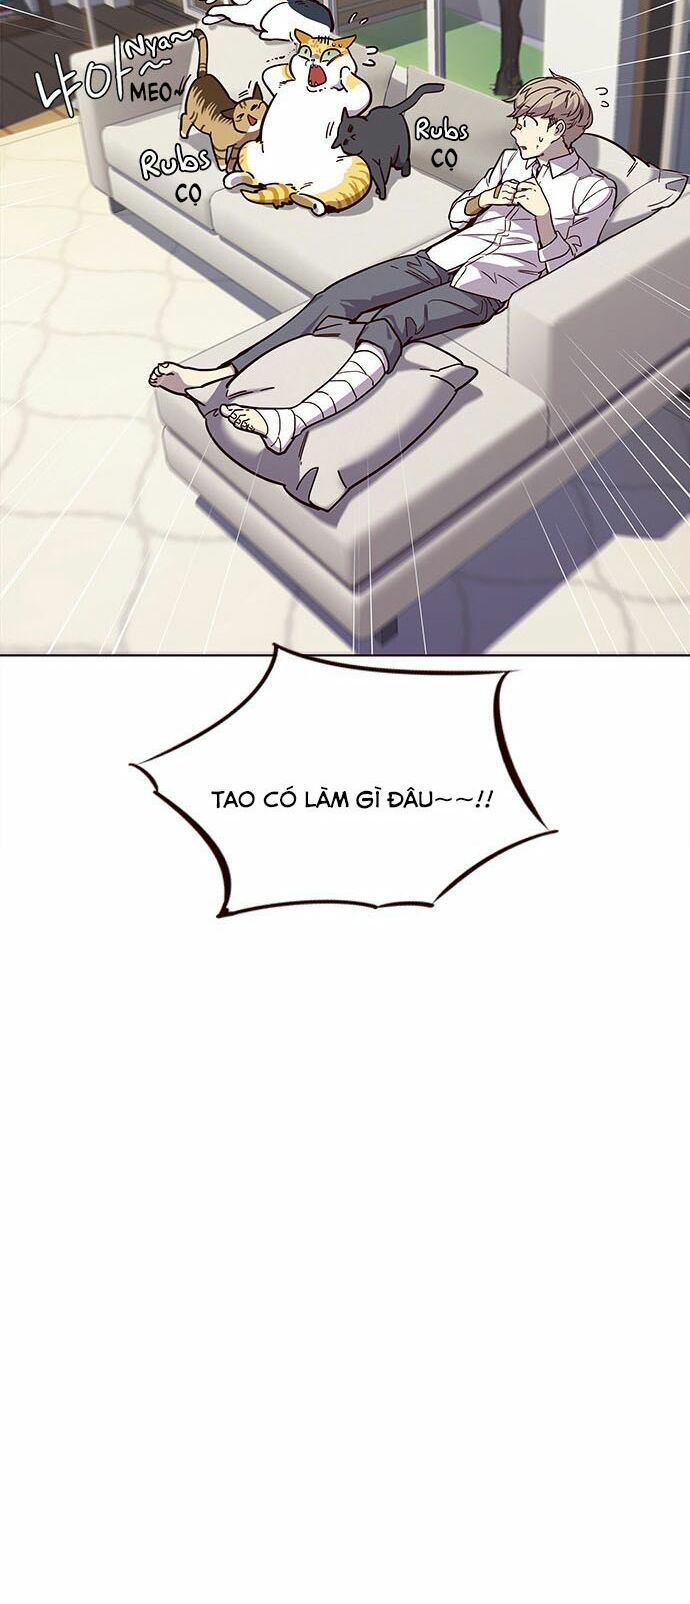 냐아~
Nya~
MEO~
Rubs
CỌ
Rubs
CỌ
TAO CÓ LÀM GÌ ĐÂU~~!!